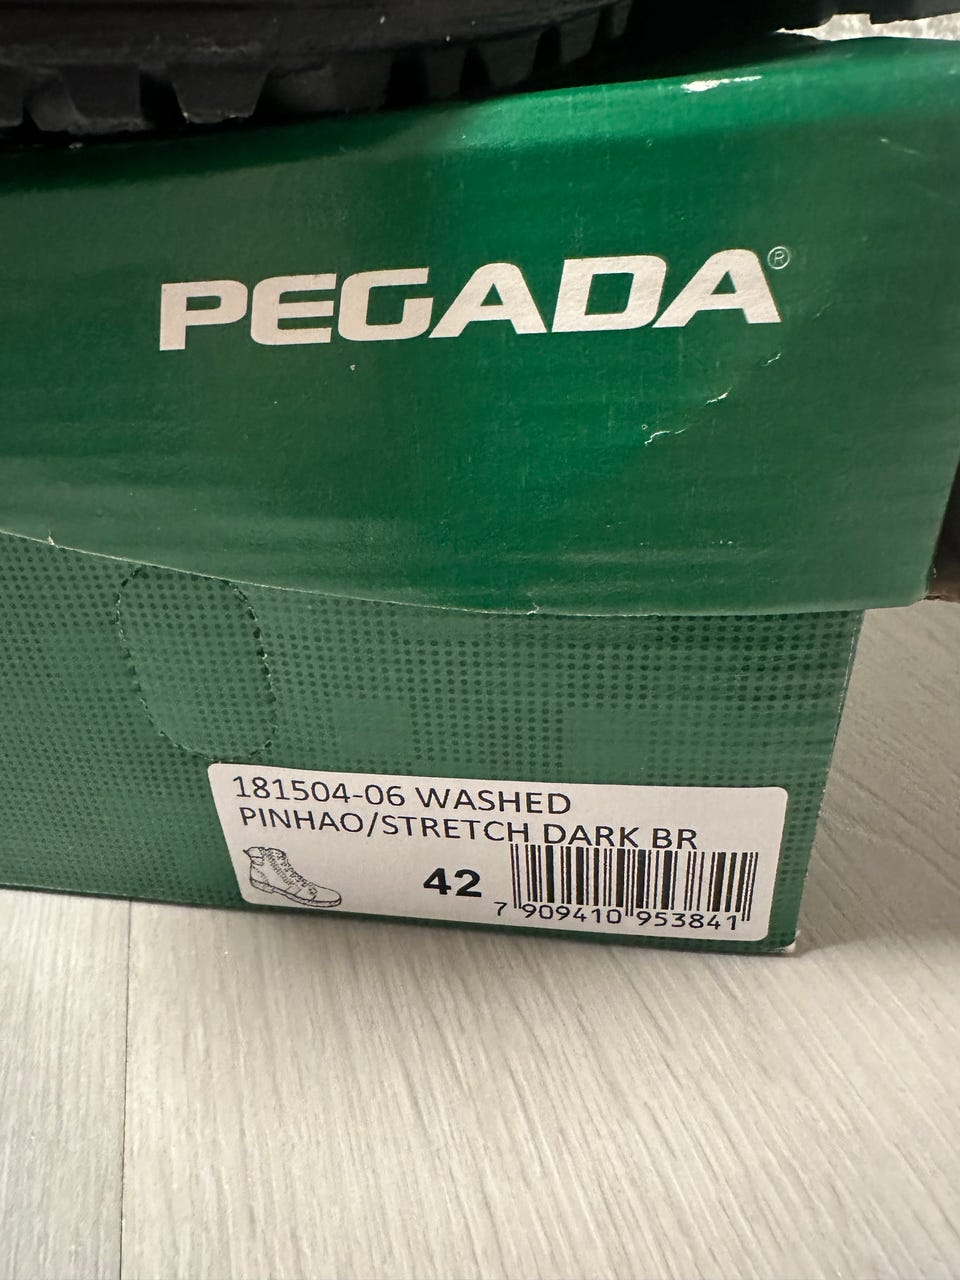 PEGADA®
181504-06 WASHED
PINHAO/STRETCH DARK BR
42
7 909410 953841